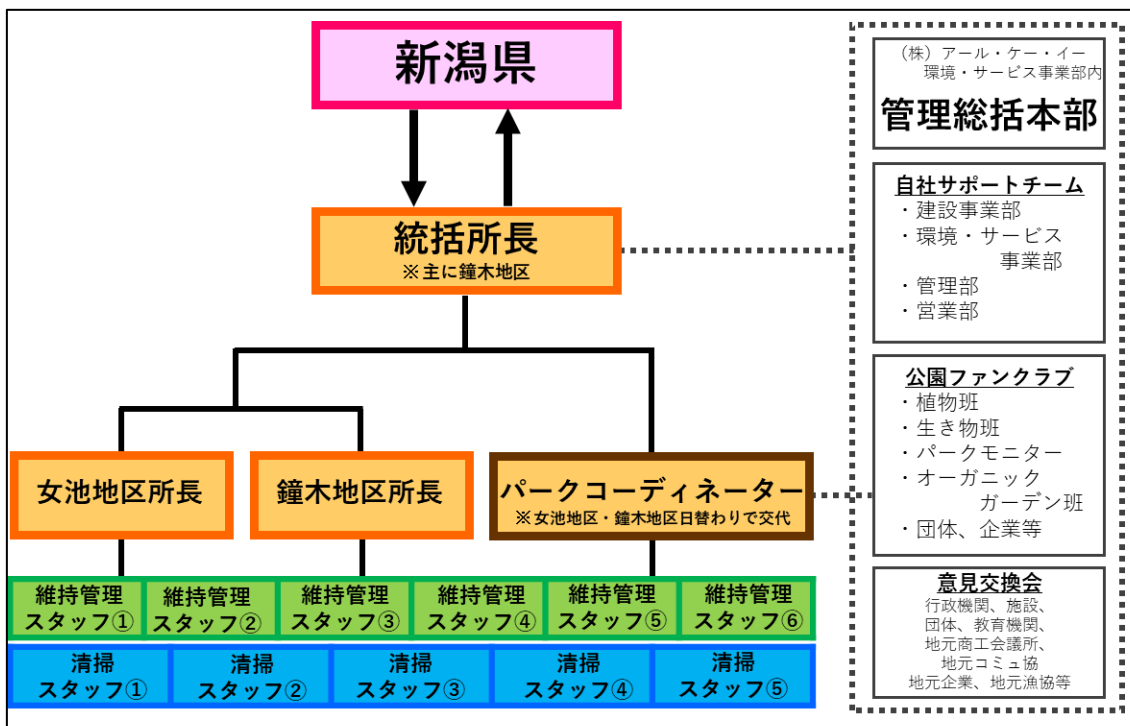 新潟県
統括所長
※主に鐘木地区
女池地区所長
鐘木地区所長
パークコーディネーター
※女池地区・鐘木地区日替わりで交代
維持管理
スタッフ①
維持管理
スタッフ②
維持管理
スタッフ③
維持管理
スタッフ④
維持管理
スタッフ⑤
維持管理
スタッフ⑥
清掃
スタッフ①
清掃
スタッフ②
清掃
スタッフ③
清掃
スタッフ④
清掃
スタッフ⑤
(株)アール・ケー・イー
環境・サービス事業部内
管理総括本部
自社サポートチーム
・建設事業部
・環境・サービス
事業部
・管理部
・営業部
公園ファンクラブ
・植物班
・生き物班
・パークモニター
・オーガニック
ガーデン班
・団体、企業等
意見交換会
行政機関、施設、
団体、教育機関、
地元商工会議所、
地元コミュ協
地元企業、地元漁協等